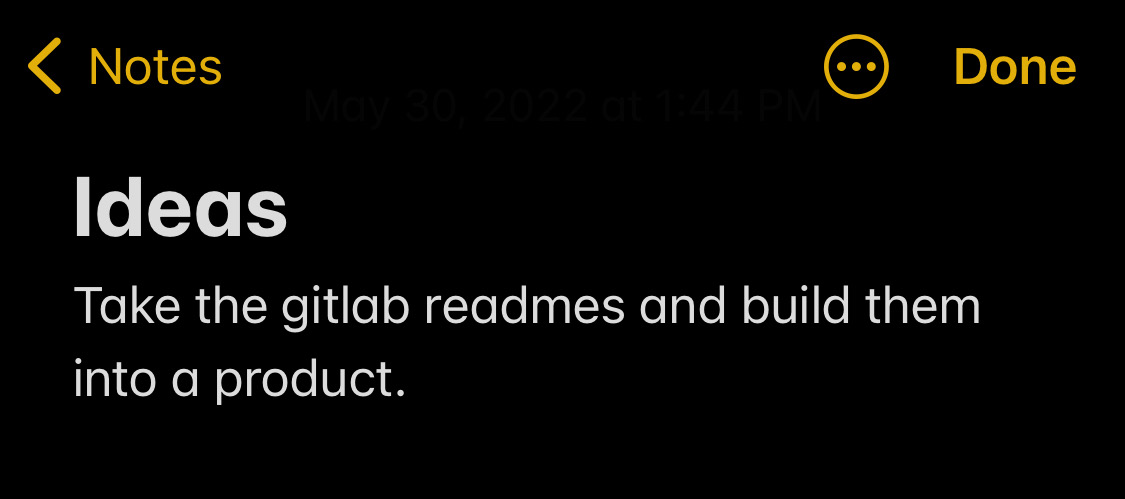 Notes
Done
May 30, 2022 at 1:44 PM
Ideas
Take the gitlab readmes and build them
into a product.